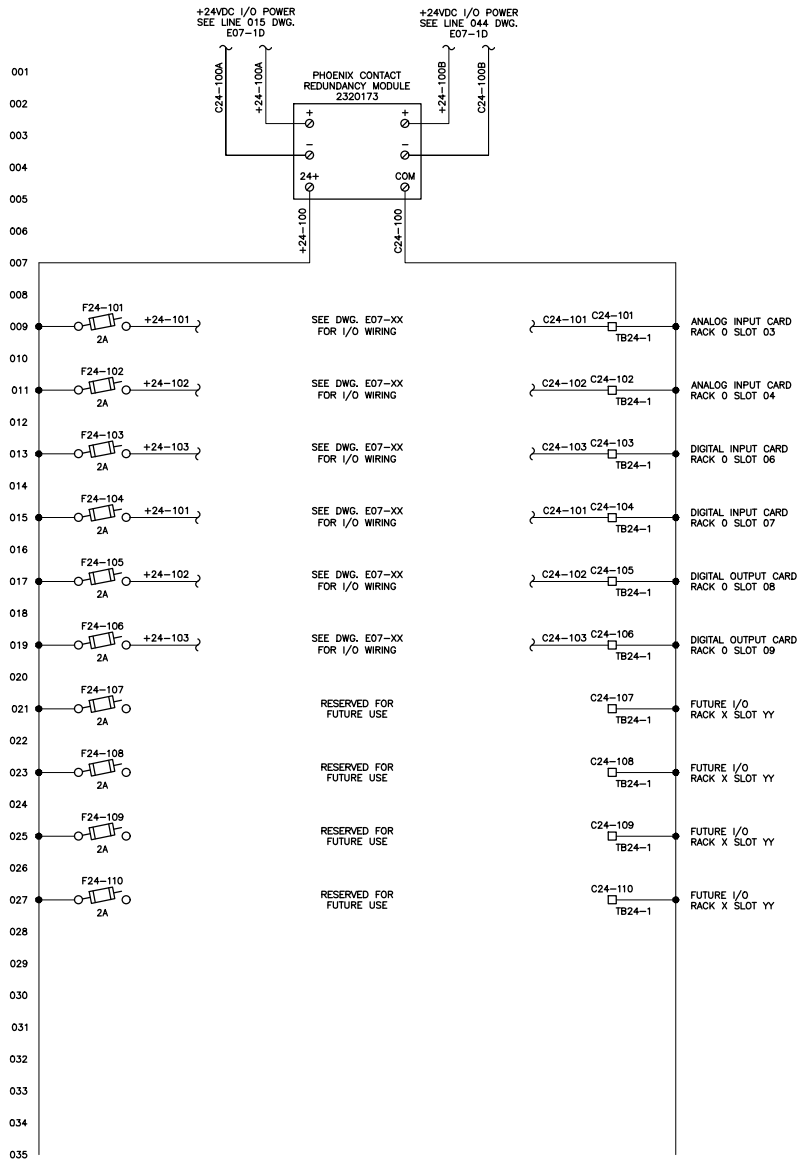 +24VDC I/O POWER
SEE LINE 015 DWG.
E07-1D
+24VDC I/O POWER
SEE LINE 044 DWG.
E07-1D
C24-100A
+24-100A
+24-100B
C24-100B
001
PHOENIX CONTACT
REDUNDANCY MODULE
2320173
002
+ +
003
- -
004
24+ COM
005
+24-100
C24-100
006
007
008
F24-101
009 +24-101 SEE DWG. E07-XX C24-101 C24-101 ANALOG INPUT CARD
2A FOR I/O WIRING TB24-1 RACK 0 SLOT 03
010
F24-102
011 +24-102 SEE DWG. E07-XX C24-102 C24-102 ANALOG INPUT CARD
2A FOR I/O WIRING TB24-1 RACK 0 SLOT 04
012
F24-103
013 +24-103 SEE DWG. E07-XX C24-103 C24-103 DIGITAL INPUT CARD
2A FOR I/O WIRING TB24-1 RACK 0 SLOT 06
014
F24-104
015 +24-101 SEE DWG. E07-XX C24-101 C24-104 DIGITAL INPUT CARD
2A FOR I/O WIRING TB24-1 RACK 0 SLOT 07
016
F24-105
017 +24-102 SEE DWG. E07-XX C24-102 C24-105 DIGITAL OUTPUT CARD
2A FOR I/O WIRING TB24-1 RACK 0 SLOT 08
018
F24-106
019 +24-103 SEE DWG. E07-XX C24-103 C24-106 DIGITAL OUTPUT CARD
2A FOR I/O WIRING TB24-1 RACK 0 SLOT 09
020
F24-107
021 RESERVED FOR C24-107 FUTURE I/O
2A FUTURE USE TB24-1 RACK X SLOT YY
022
F24-108
023 RESERVED FOR C24-108 FUTURE I/O
2A FUTURE USE TB24-1 RACK X SLOT YY
024
F24-109
025 RESERVED FOR C24-109 FUTURE I/O
2A FUTURE USE TB24-1 RACK X SLOT YY
026
F24-110
027 RESERVED FOR C24-110 FUTURE I/O
2A FUTURE USE TB24-1 RACK X SLOT YY
028
029
030
031
032
033
034
035